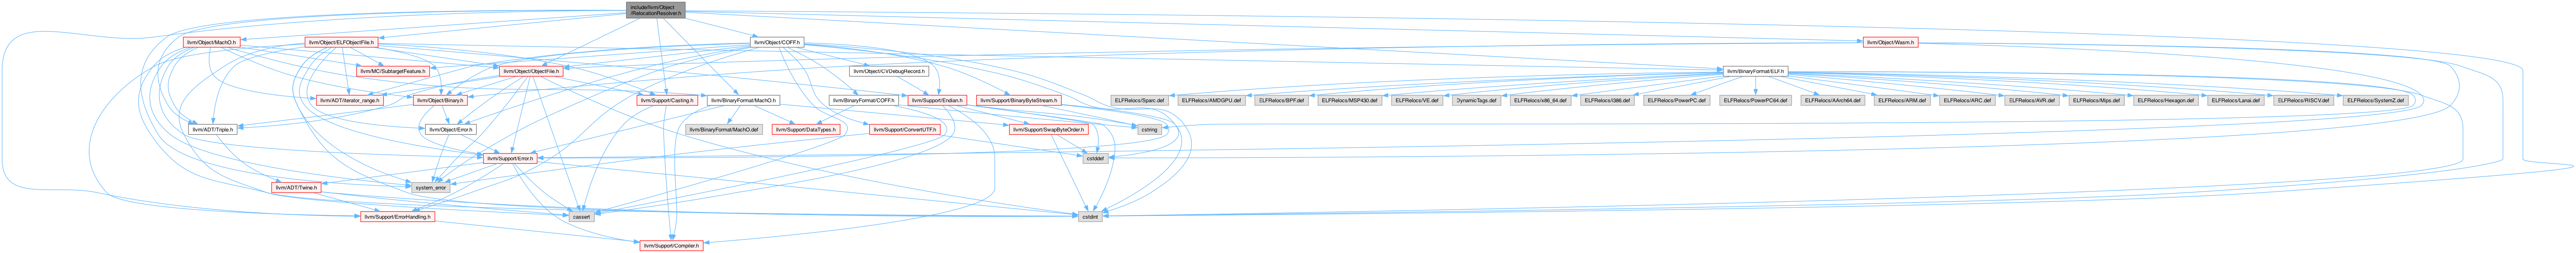 include/llvm/Object
/RelocationResolver.h
llvm/Object/MachO.h
llvm/Object/ELFObjectFile.h
llvm/Object/COFF.h
llvm/Object/Wasm.h
llvm/MC/SubtargetFeature.h
llvm/Object/ObjectFile.h
llvm/Object/CVDebugRecord.h
llvm/BinaryFormat/ELF.h
llvm/ADT/iterator_range.h
llvm/Object/Binary.h
llvm/Support/Casting.h
llvm/BinaryFormat/MachO.h
llvm/BinaryFormat/COFF.h
llvm/Support/Endian.h
llvm/Support/BinaryByteStream.h
ELFRelocs/Sparc.def
ELFRelocs/AMDGPU.def
ELFRelocs/BPF.def
ELFRelocs/MSP430.def
ELFRelocs/VE.def
DynamicTags.def
ELFRelocs/x86_64.def
ELFRelocs/i386.def
ELFRelocs/PowerPC.def
ELFRelocs/PowerPC64.def
ELFRelocs/AArch64.def
ELFRelocs/ARM.def
ELFRelocs/ARC.def
ELFRelocs/AVR.def
ELFRelocs/Mips.def
ELFRelocs/Hexagon.def
ELFRelocs/Lanai.def
ELFRelocs/RISCV.def
ELFRelocs/SystemZ.def
llvm/ADT/Triple.h
llvm/Object/Error.h
llvm/BinaryFormat/MachO.def
llvm/Support/DataTypes.h
llvm/Support/ConvertUTF.h
llvm/Support/SwapByteOrder.h
cstring
llvm/Support/Error.h
cstddef
llvm/ADT/Twine.h
system_error
llvm/Support/ErrorHandling.h
cassert
cstdint
llvm/Support/Compiler.h